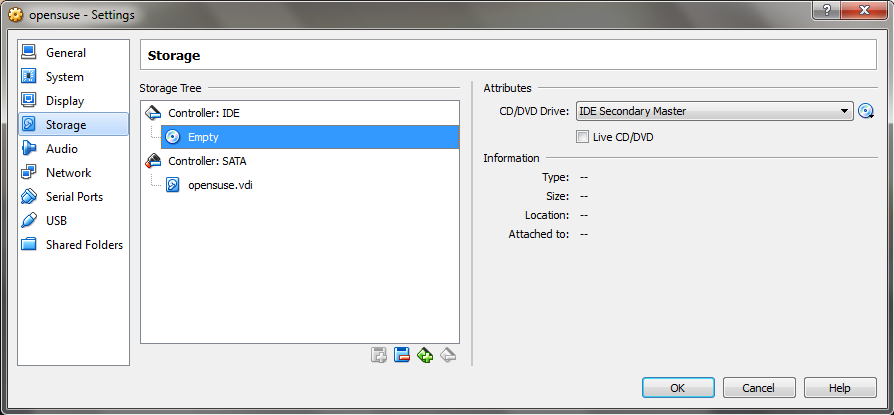 opensuse - Settings
General
System
Display
Storage
Audio
Network
Serial Ports
USB
Shared Folders
Storage
Storage Tree
Controller: IDE
Empty
Controller: SATA
opensuse.vdi
Attributes
CD/DVD Drive: IDE Secondary Master
Live CD/DVD
Information
Type: --
Size: --
Location: --
Attached to: --
OK
Cancel
Help